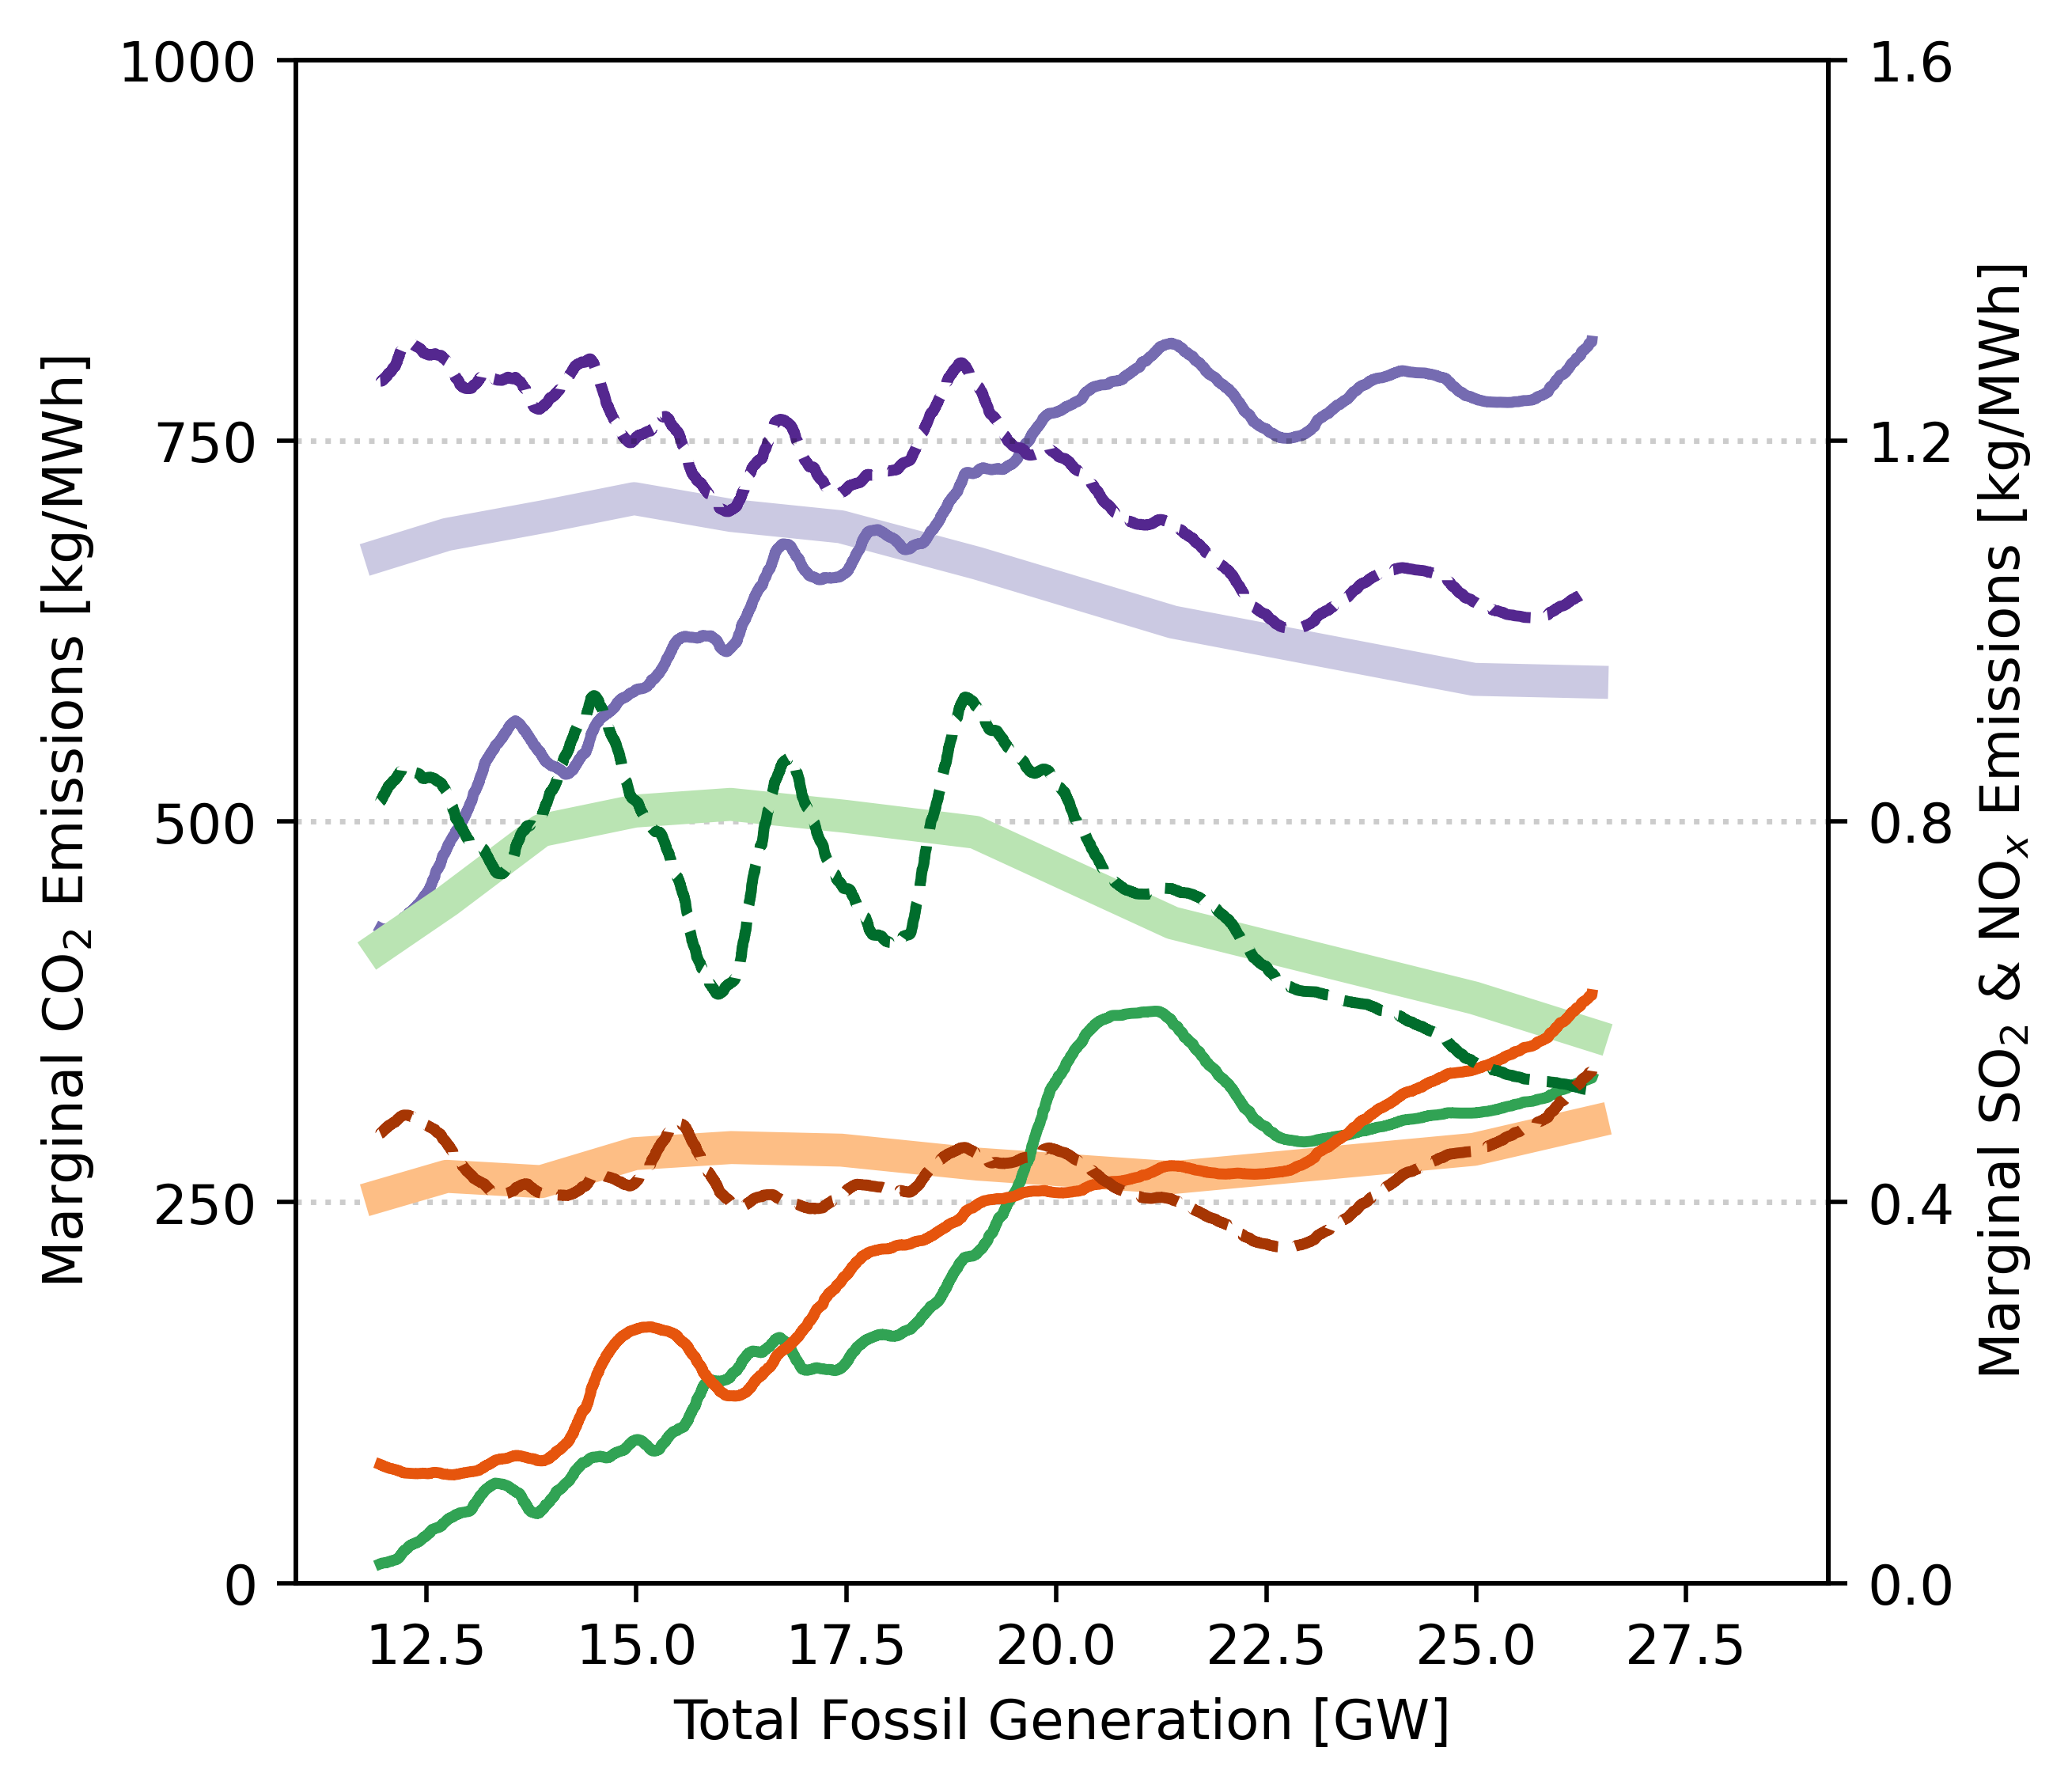 1000
750
500
250
0
Marginal CO₂ Emissions [kg/MWh]
1.6
1.2
0.8
0.4
0.0
Marginal SO₂ & NOₓ Emissions [kg/MWh]
12.5 15.0 17.5 20.0 22.5 25.0 27.5
Total Fossil Generation [GW]